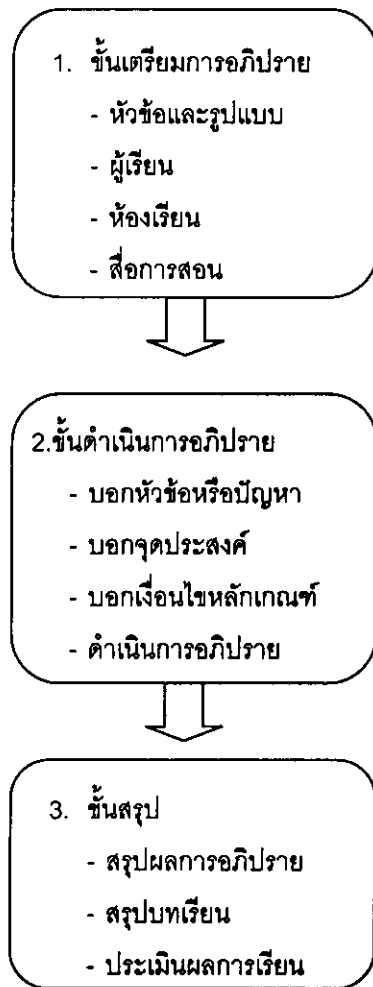 1. ขั้นเตรียมการอภิปราย
- หัวข้อและรูปแบบ
- ผู้เรียน
- ห้องเรียน
- สื่อการสอน
2.ขั้นดำเนินการอภิปราย
- บอกหัวข้อหรือปัญหา
- บอกจุดประสงค์
- บอกเงื่อนไขหลักเกณฑ์
- ดำเนินการอภิปราย
3. ขั้นสรุป
- สรุปผลการอภิปราย
- สรุปบทเรียน
- ประเมินผลการเรียน